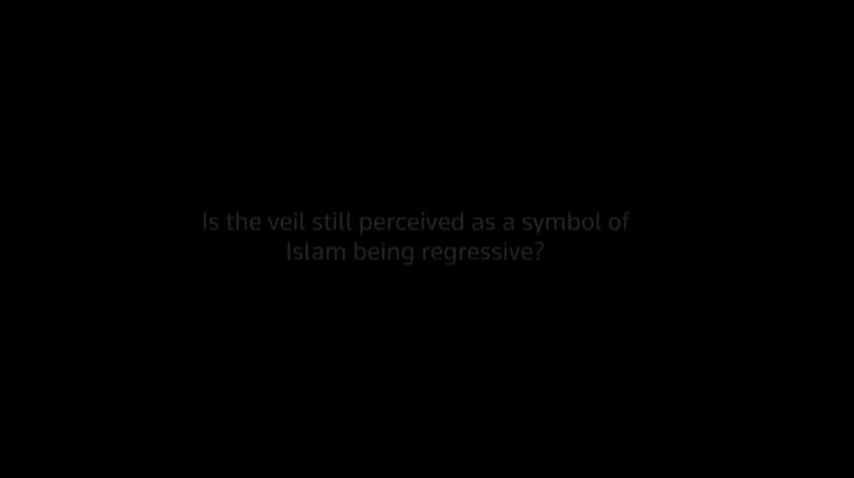 Is the veil still perceived as a symbol of
Islam being regressive?